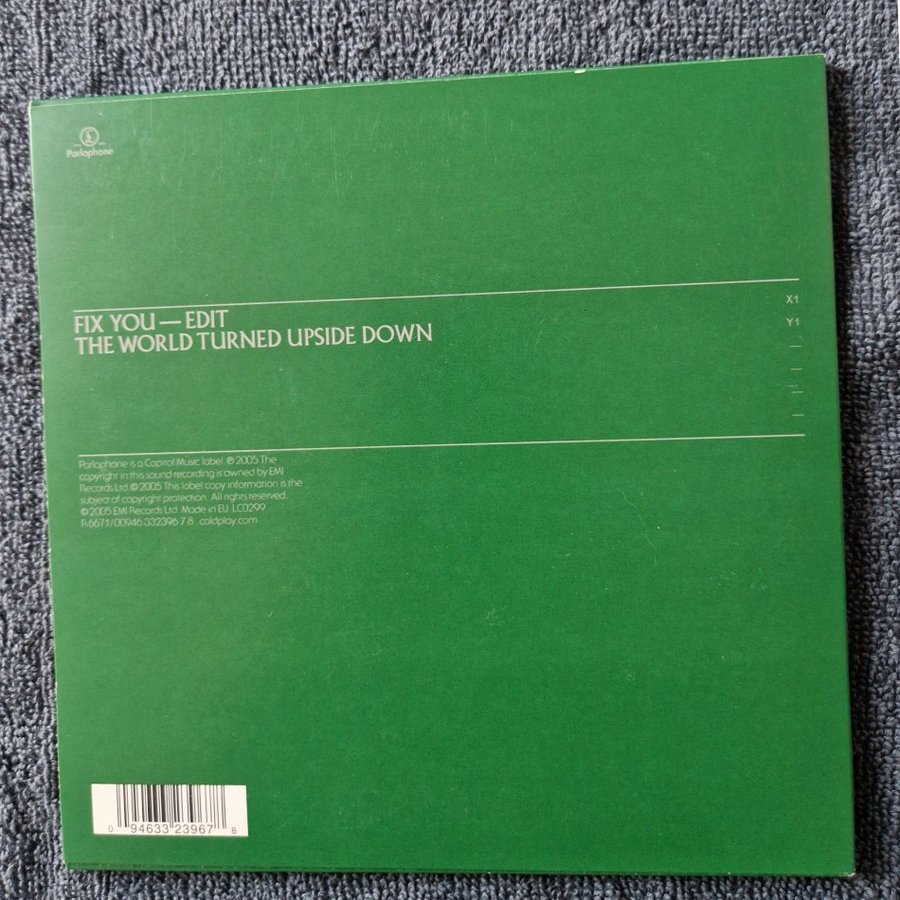 Parlophone
FIX YOU — EDIT X1
THE WORLD TURNED UPSIDE DOWN Y1
Parlophone is a Capitol Music label ℗ 2005 The
copyright in this sound recording is owned by EMI
Records Ltd © 2005 This label copy information is the
subject of copyright protection. All rights reserved.
© 2005 EMI Records Ltd. Made in EU. LC0299
R6671/00946 332396 7 8 .coldplay.com
0 94633 23967 8